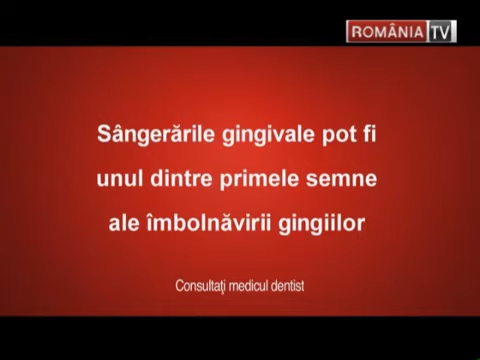 ROMÂNIA TV
Sângerările gingivale pot fi
unul dintre primele semne
ale îmbolnăvirii gingiilor
Consultaţi medicul dentist